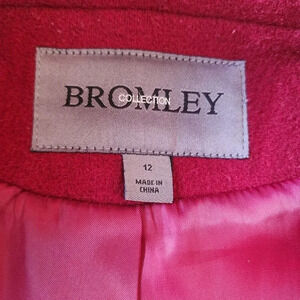 BROMLEY
COLLECTION
12
MADE IN
CHINA